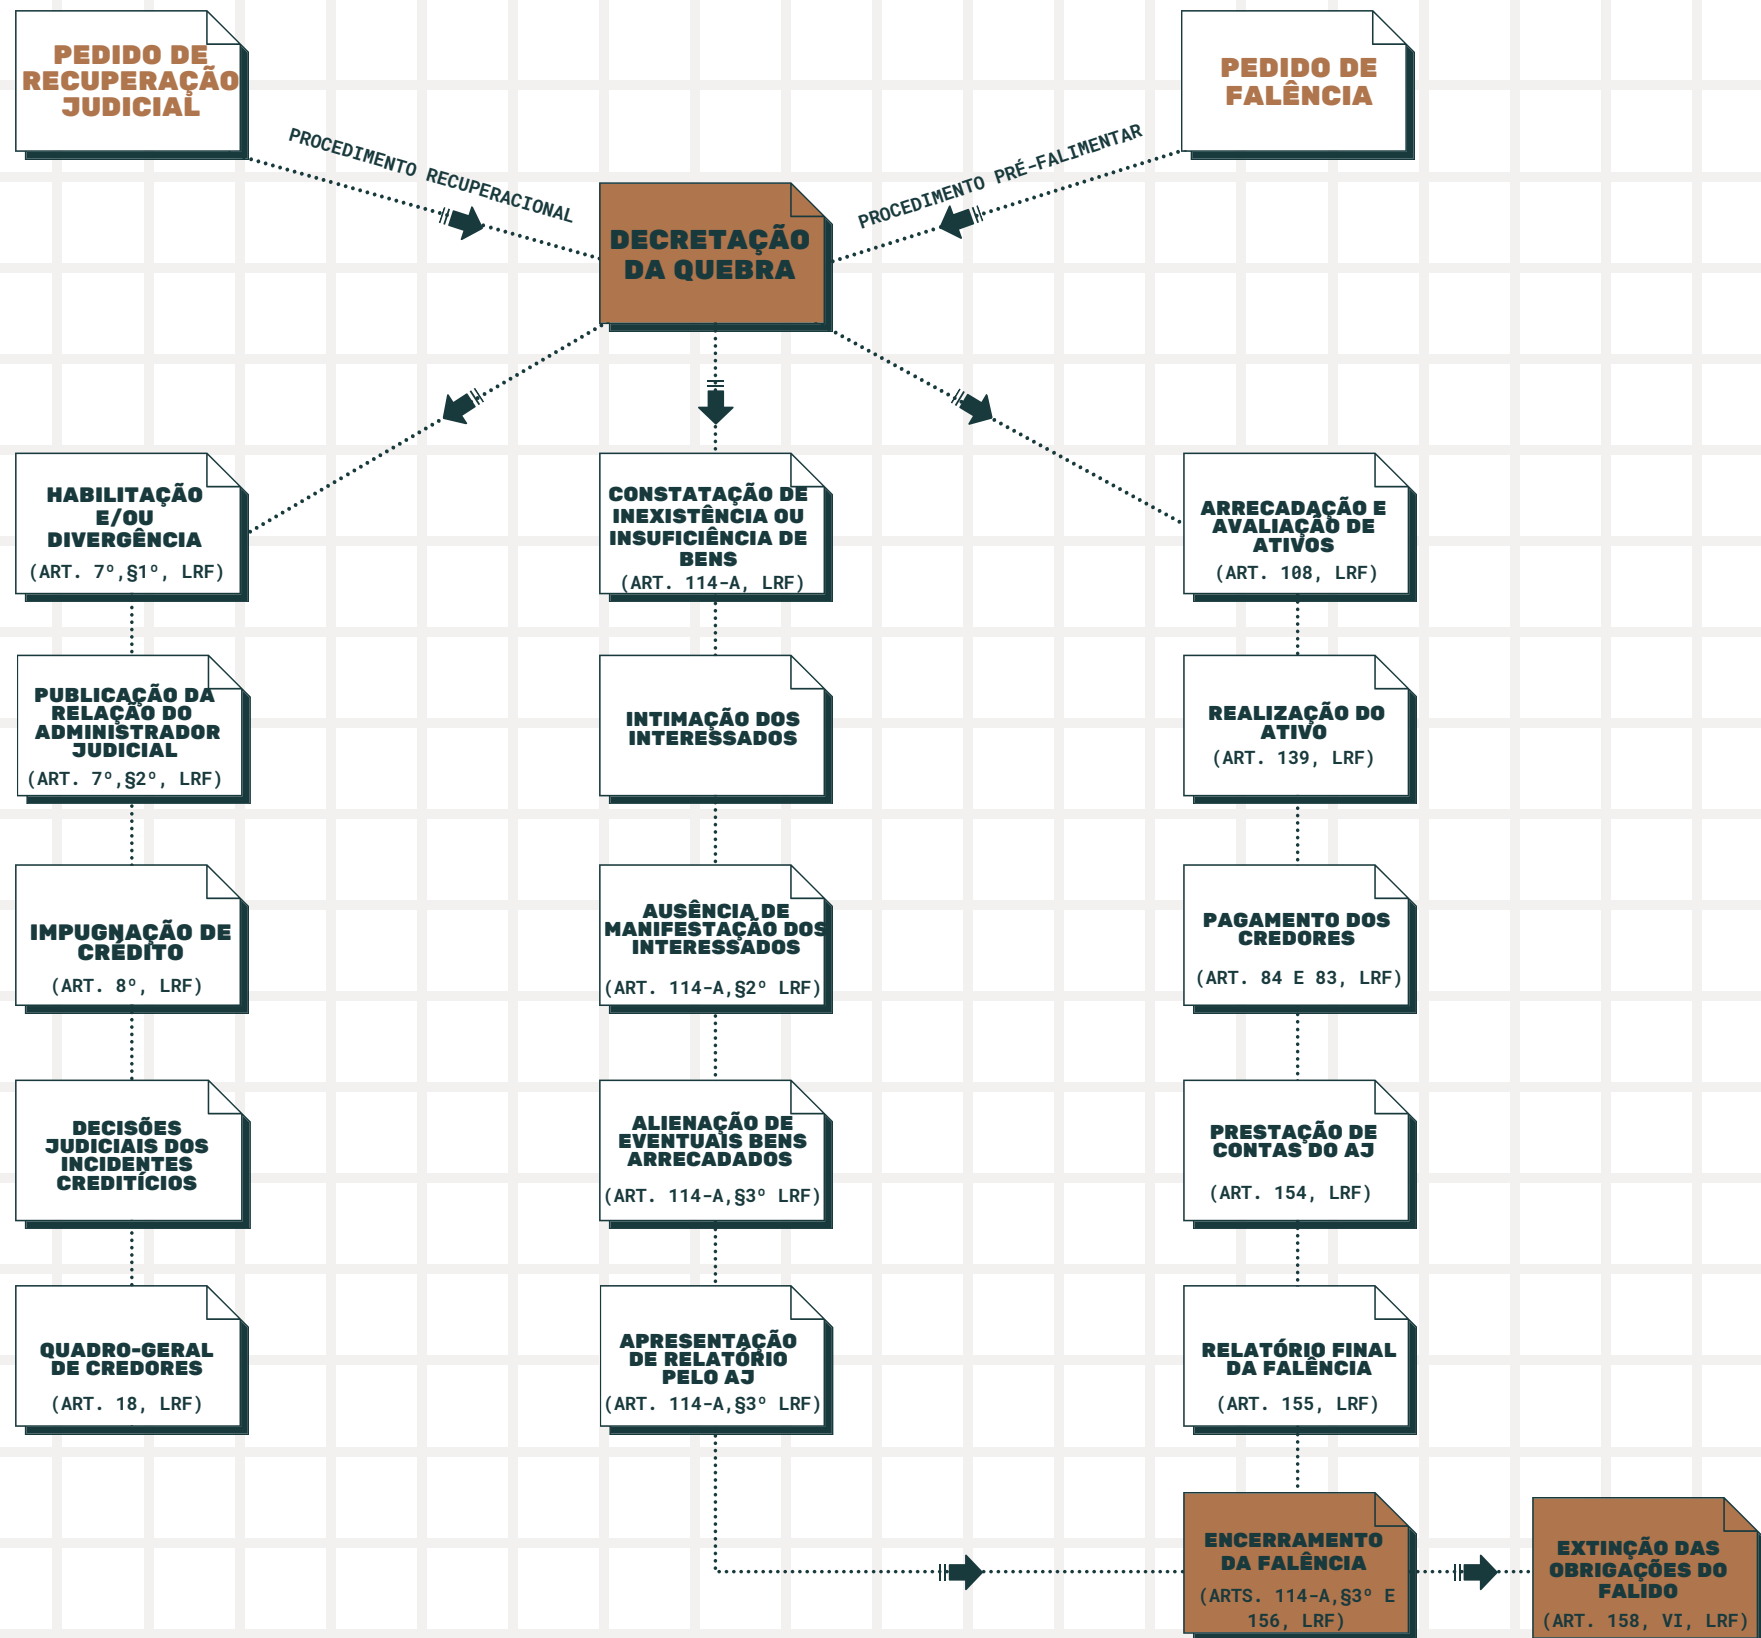 PEDIDO DE
RECUPERAÇÃO
JUDICIAL
PEDIDO DE
FALÊNCIA
PROCEDIMENTO RECUPERACIONAL
PROCEDIMENTO PRÉ-FALIMENTAR
DECRETAÇÃO
DA QUEBRA
HABILITAÇÃO
E/OU
DIVERGÊNCIA
(ART. 7º,§1º, LRF)
CONSTATAÇÃO DE
INEXISTÊNCIA OU
INSUFICIÊNCIA DE
BENS
(ART. 114-A, LRF)
ARRECADAÇÃO E
AVALIAÇÃO DE
ATIVOS
(ART. 108, LRF)
PUBLICAÇÃO DA
RELAÇÃO DO
ADMINISTRADOR
JUDICIAL
(ART. 7º,§2º, LRF)
INTIMAÇÃO DOS
INTERESSADOS
REALIZAÇÃO DO
ATIVO
(ART. 139, LRF)
IMPUGNAÇÃO DE
CRÉDITO
(ART. 8º, LRF)
AUSÊNCIA DE
MANIFESTAÇÃO DOS
INTERESSADOS
(ART. 114-A,§2º LRF)
PAGAMENTO DOS
CREDORES
(ART. 84 E 83, LRF)
DECISÕES
JUDICIAIS DOS
INCIDENTES
CREDITÍCIOS
ALIENAÇÃO DE
EVENTUAIS BENS
ARRECADADOS
(ART. 114-A,§3º LRF)
PRESTAÇÃO DE
CONTAS DO AJ
(ART. 154, LRF)
QUADRO-GERAL
DE CREDORES
(ART. 18, LRF)
APRESENTAÇÃO
DE RELATÓRIO
PELO AJ
(ART. 114-A,§3º LRF)
RELATÓRIO FINAL
DA FALÊNCIA
(ART. 155, LRF)
ENCERRAMENTO
DA FALÊNCIA
(ARTS. 114-A,§3º E
156, LRF)
EXTINÇÃO DAS
OBRIGAÇÕES DO
FALIDO
(ART. 158, VI, LRF)